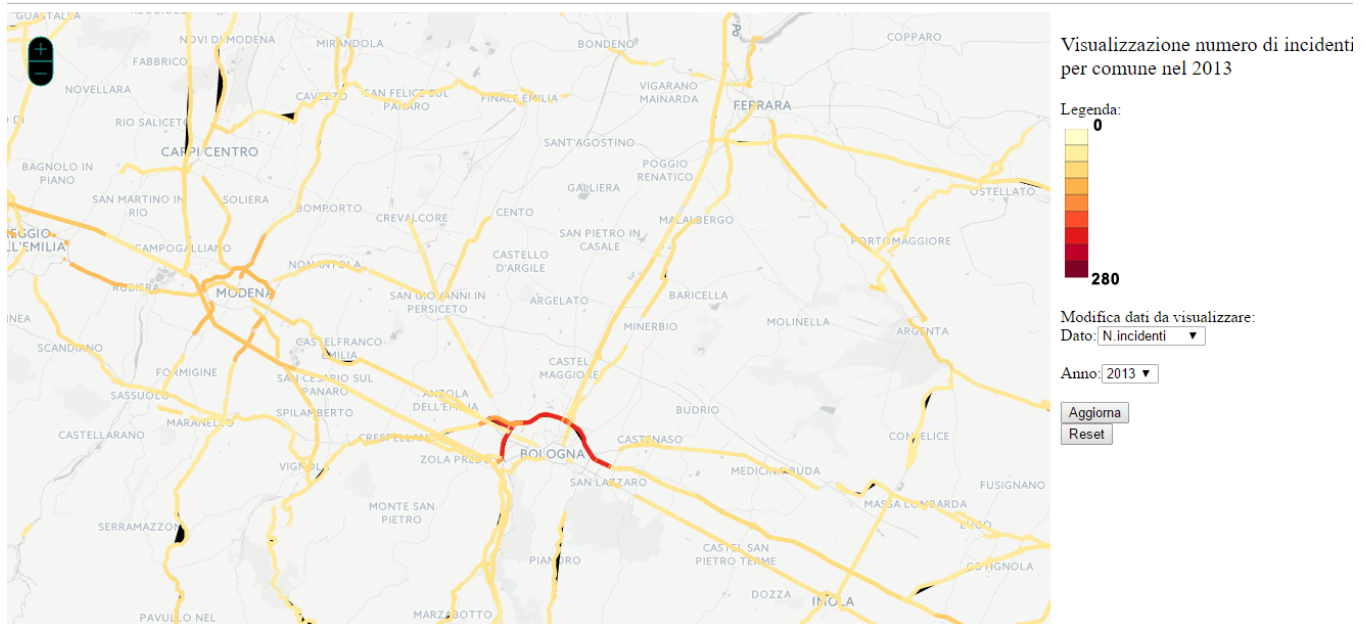 GUASTALLA
NOVI DI MODENA
MIRANDOLA
BONDENO
COPPARO
Po
FABBRICO
NOVELLARA
CAVEZZO
SAN FELICE SUL
PANARO
FINALE EMILIA
VIGARANO
MAINARDA
FERRARA
RIO SALICETO
CARPI CENTRO
SANT'AGOSTINO
BAGNOLO IN
PIANO
POGGIO
RENATICO
GALLIERA
OSTELLATO
SAN MARTINO IN
RIO
SOLIERA
BOMPORTO
CREVALCORE
CENTO
MALALBERGO
REGGIO
LL'EMILIA
CAMPOGALLIANO
SAN PIETRO IN
CASALE
PORTOMAGGIORE
CASTELLO
D'ARGILE
NONANTOLA
RUBIERA
MODENA
SAN GIOVANNI IN
PERSICETO
ARGELATO
BARICELLA
MINERBIO
MOLINELLA
ARGENTA
SCANDIANO
CASTELFRANCO
EMILIA
FORMIGINE
SAN CESARIO SUL
PANARO
CASTEL
MAGGIORE
SASSUOLO
ANZOLA
DELL'EMILIA
SPILAMBERTO
BUDRIO
MARANELLO
CASTELLARANO
CRESPELLANO
CASTENASO
CONSELICE
ZOLA PREDOSA
BOLOGNA
VIGNOLA
MEDICINA
BUDA
SAN LAZZARO
FUSIGNANO
MONTE SAN
PIETRO
MASSA LOMBARDA
SERRAMAZZONI
LUGO
CASTEL SAN
PIETRO TERME
PIANORO
COTIGNOLA
DOZZA
IMOLA
PAVULLO NEL
MARZABOTTO
Visualizzazione numero di incidenti
per comune nel 2013
Legenda:
0
280
Modifica dati da visualizzare:
Dato: N.incidenti
Anno: 2013
Aggiorna
Reset